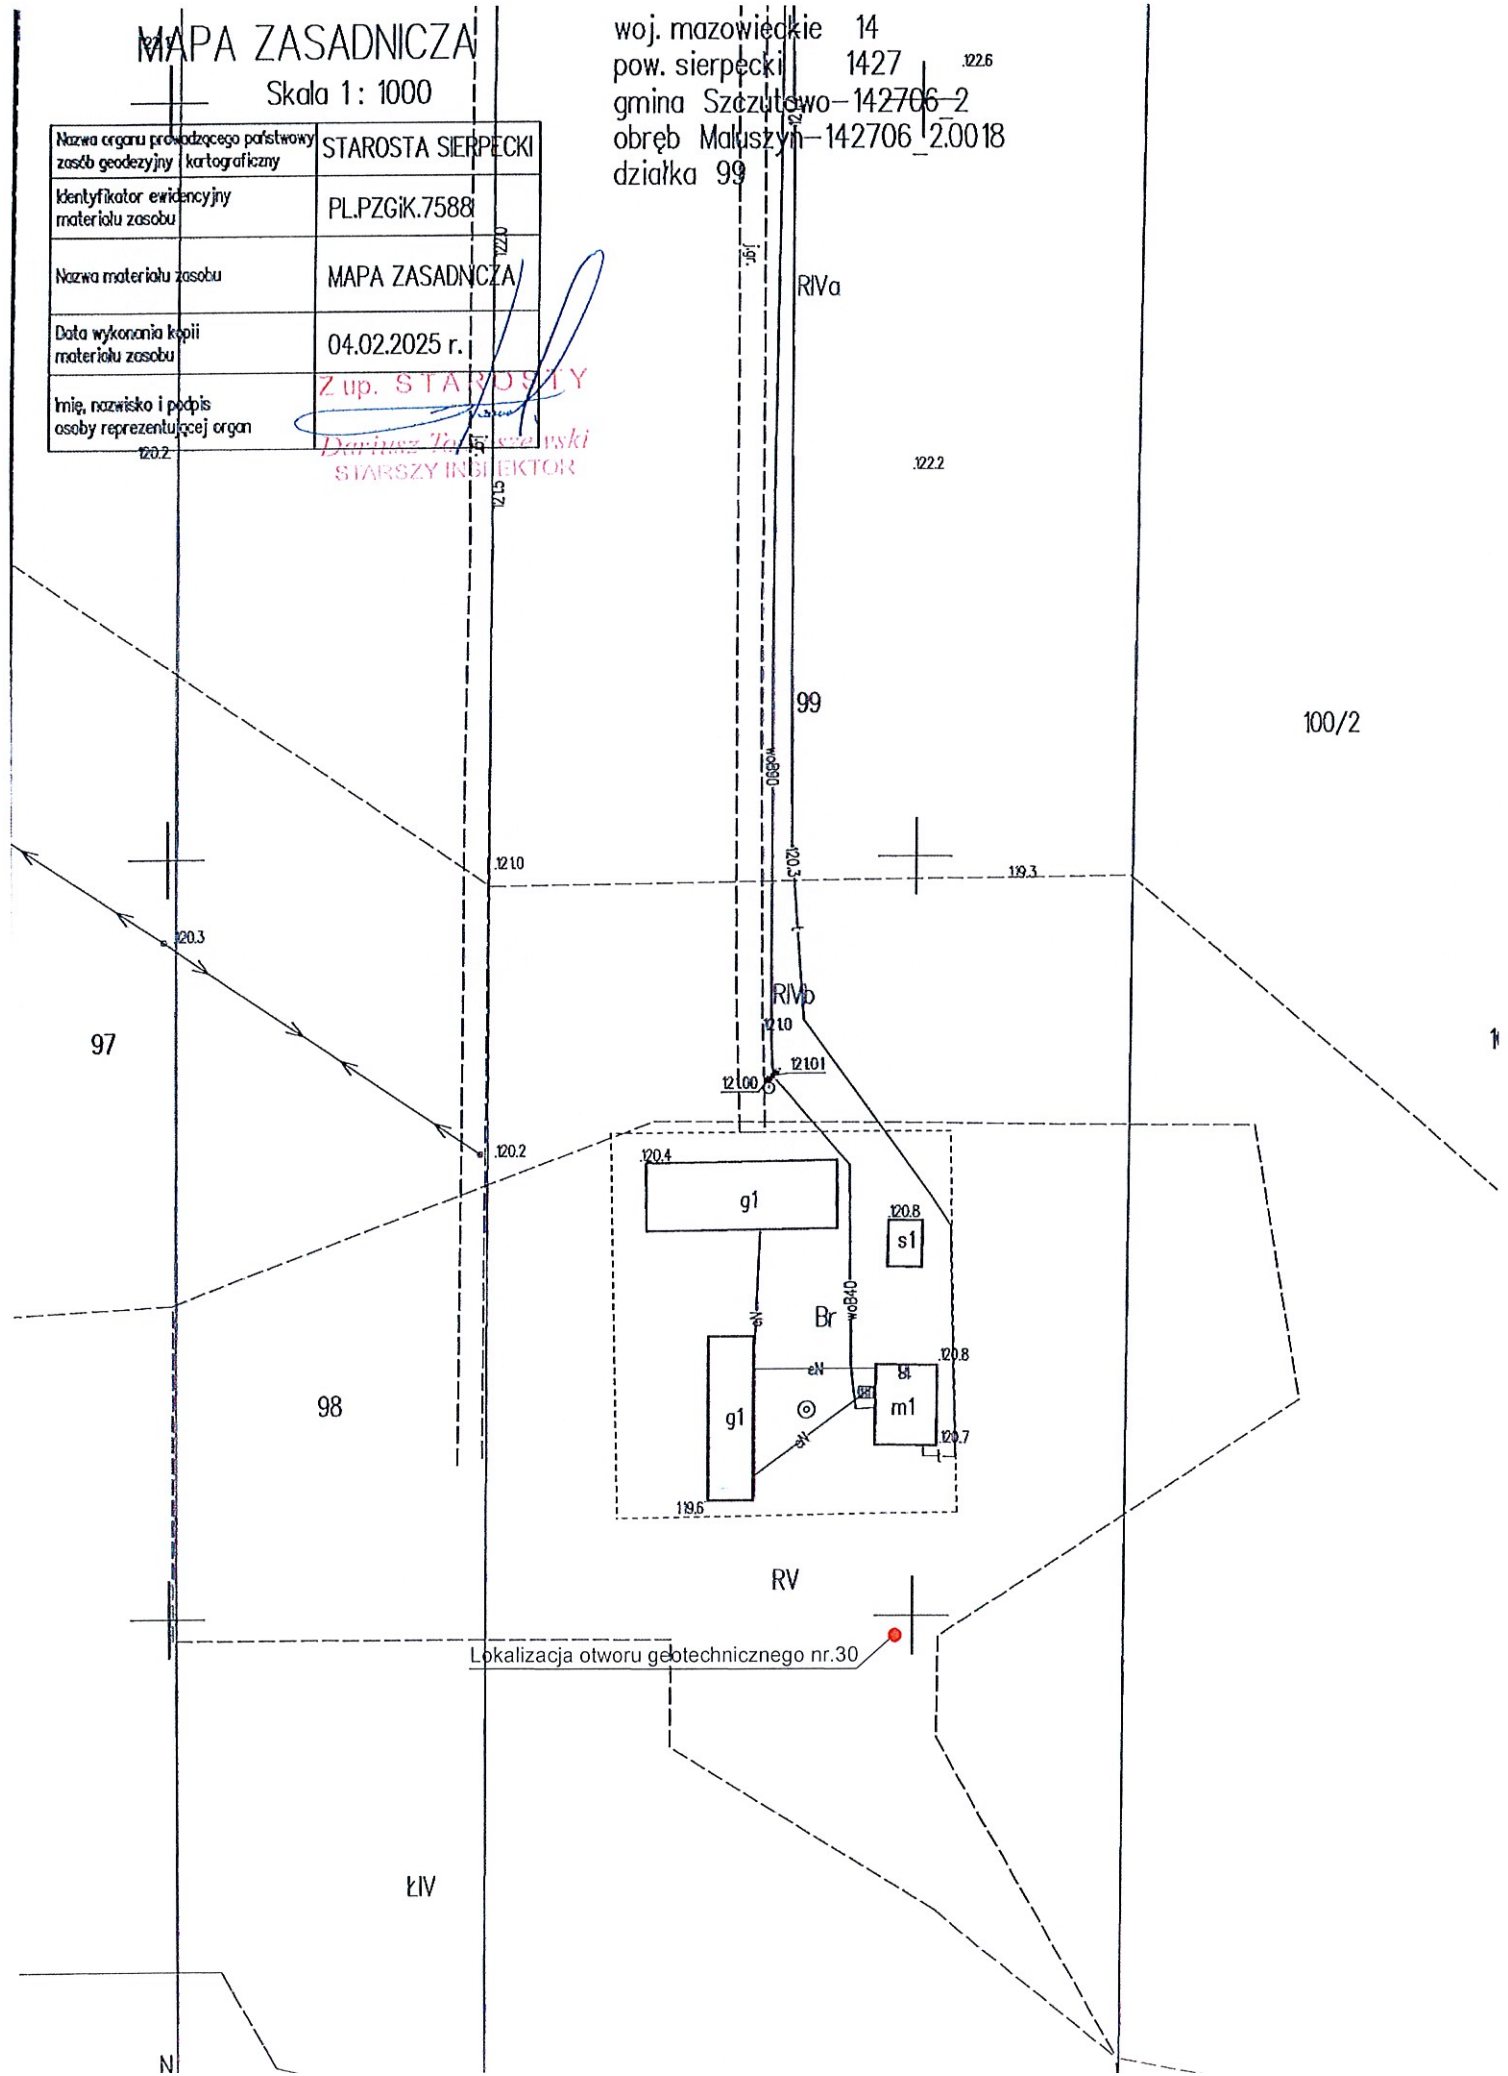 MAPA ZASADNICZA
Skala 1: 1000
woj. mazowieckie 14
pow. sierpecki 1427
gmina Szczutowo-142706_2
obręb Maluszyn-142706_2.0018
działka 99
Nazwa organu prowadzącego państwowy
zasób geodezyjny i kartograficzny
STAROSTA SIERPECKI
Identyfikator ewidencyjny
materiału zasobu
PL.PZGiK.7588
Nazwa materiału zasobu
MAPA ZASADNICZA
Data wykonania kopii
materiału zasobu
04.02.2025 r.
Imię, nazwisko i podpis
osoby reprezentującej organ
Z up. STAROSTY
Dariusz
STARSZY INSPEKTOR
.122.6
122.0
j.gr.
RIVa
120.2
j.gr.
121.5
.122.2
99
100/2
woB90
.121.0
120.3
119.3
120.3
t
RIVb
121.0
97
121.00
121.01
.120.2
.120.4
g1
.120.8
s1
eN
Br
woB40
.120.8
eN
g1
m1
g1
eN
.120.7
t
119.6
98
RV
Lokalizacja otworu geotechnicznego nr.30
ŁIV
N